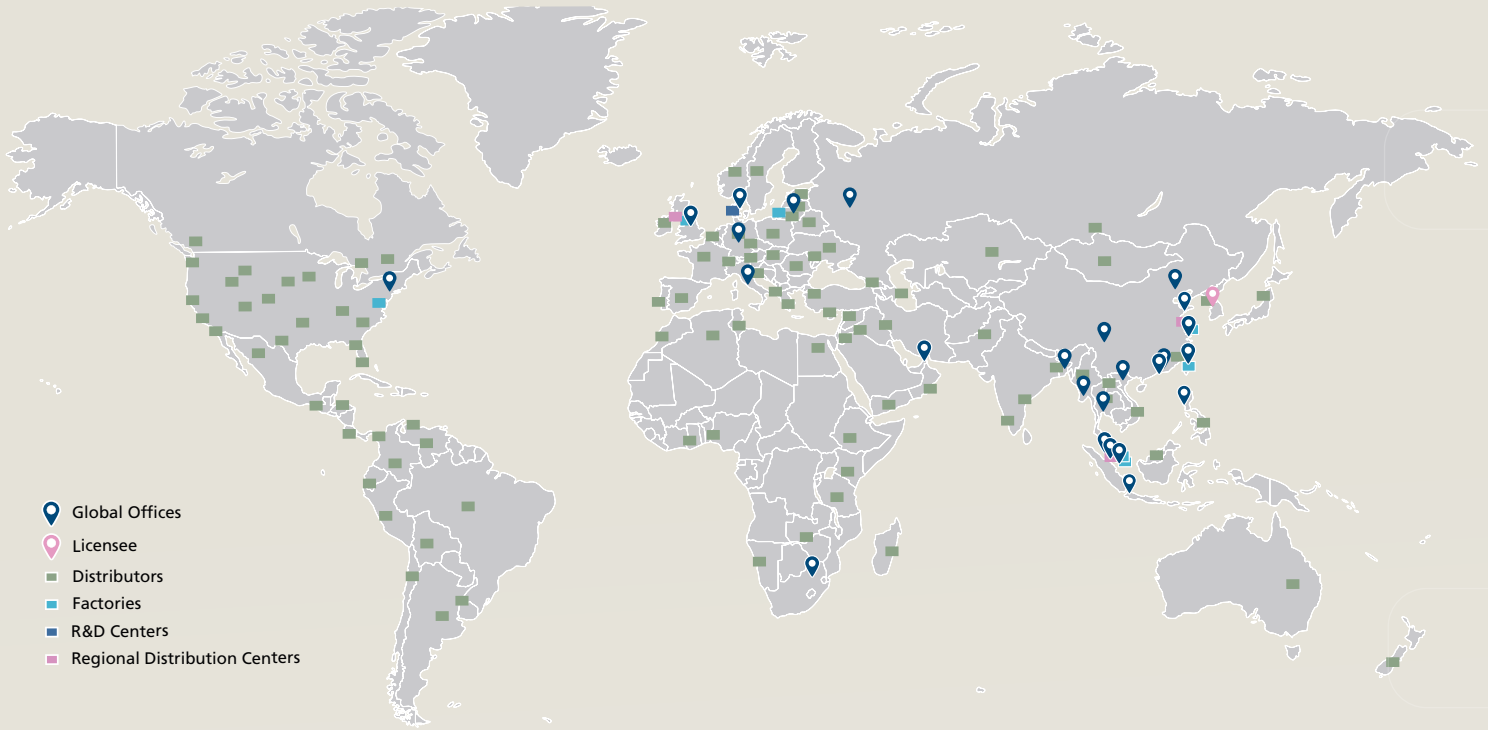 Global Offices
Licensee
Distributors
Factories
R&D Centers
Regional Distribution Centers